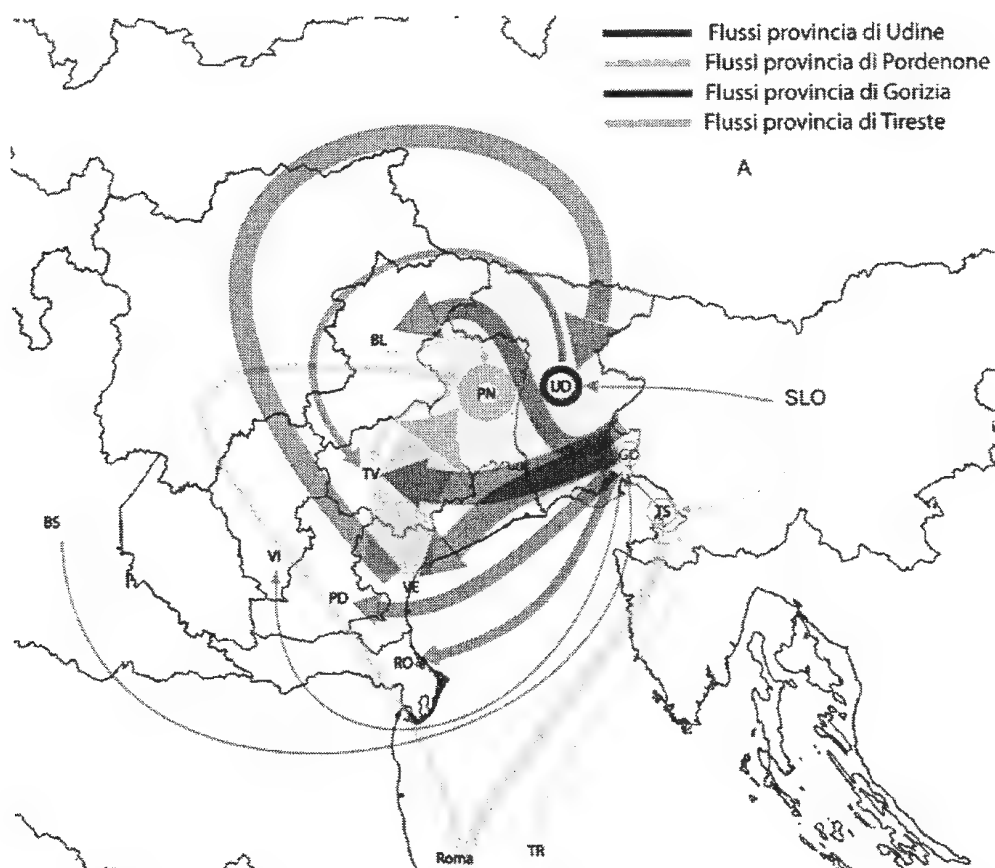 Flussi provincia di Udine
Flussi provincia di Pordenone
Flussi provincia di Gorizia
Flussi provincia di Tireste
A
BL
PN
UD
SLO
GO
TV
TS
BS
VI
VE
PD
RO
Roma
TR